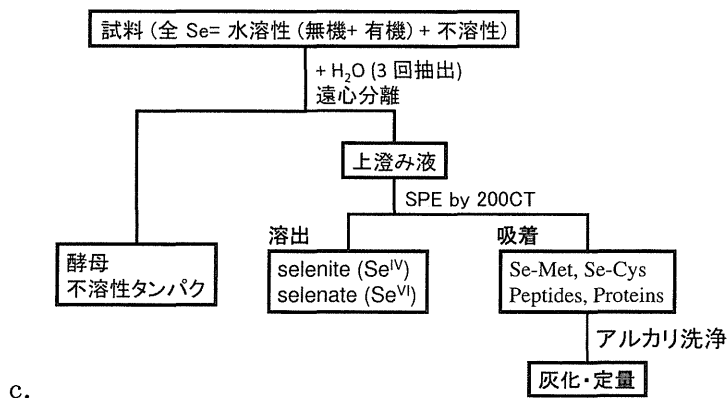 試料 (全 Se= 水溶性 (無機+ 有機) + 不溶性)
+ H₂O (3 回抽出)
遠心分離
上澄み液
SPE by 200CT
溶出
吸着
酵母
不溶性タンパク
selenite (Seᴵⱽ)
selenate (Seⱽᴵ)
Se-Met, Se-Cys
Peptides, Proteins
アルカリ洗浄
灰化・定量
c.